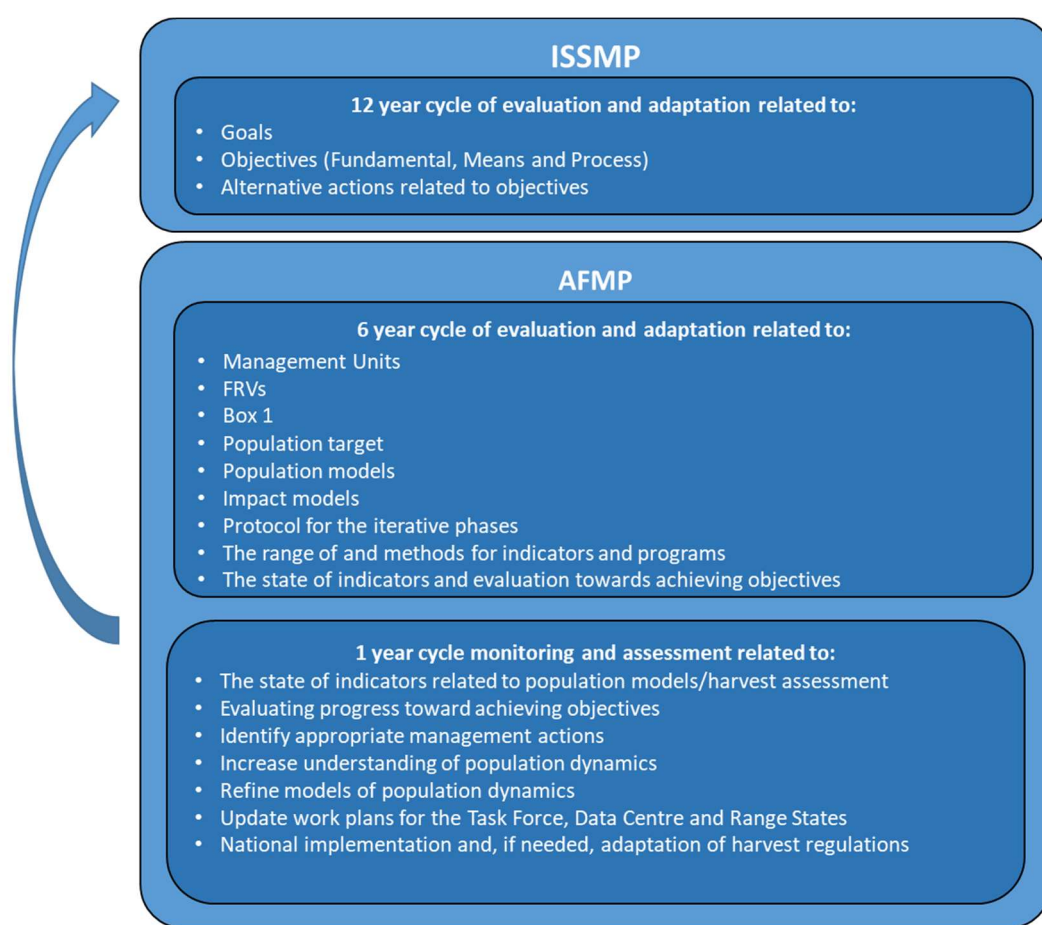 ISSMP
12 year cycle of evaluation and adaptation related to:
• Goals
• Objectives (Fundamental, Means and Process)
• Alternative actions related to objectives
AFMP
6 year cycle of evaluation and adaptation related to:
• Management Units
• FRVs
• Box 1
• Population target
• Population models
• Impact models
• Protocol for the iterative phases
• The range of and methods for indicators and programs
• The state of indicators and evaluation towards achieving objectives
1 year cycle monitoring and assessment related to:
• The state of indicators related to population models/harvest assessment
• Evaluating progress toward achieving objectives
• Identify appropriate management actions
• Increase understanding of population dynamics
• Refine models of population dynamics
• Update work plans for the Task Force, Data Centre and Range States
• National implementation and, if needed, adaptation of harvest regulations